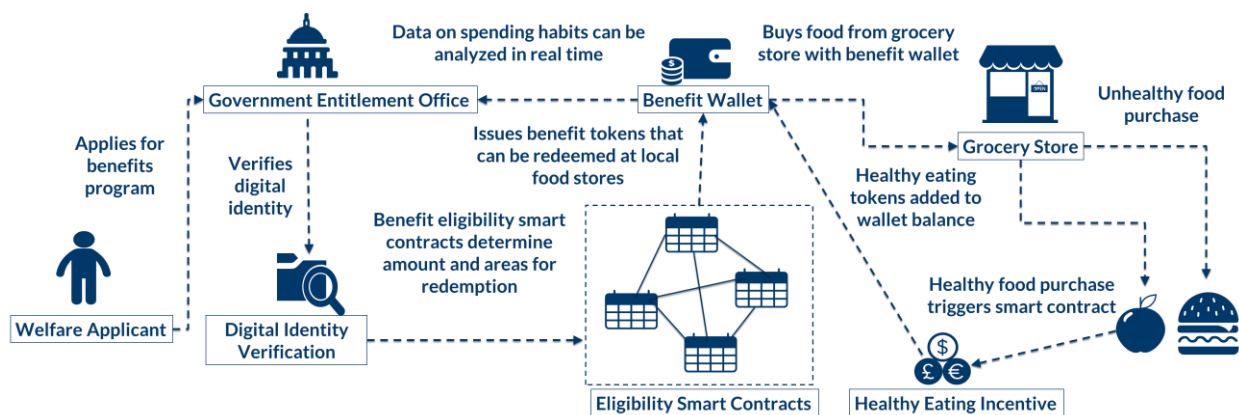 Data on spending habits can be
analyzed in real time
Buys food from grocery
store with benefit wallet
OPEN
Unhealthy food
purchase
Government Entitlement Office
$
Benefit Wallet
Grocery Store
Applies for
benefits
program
Verifies
digital
identity
Issues benefit tokens that
can be redeemed at local
food stores
Healthy eating
tokens added to
wallet balance
Benefit eligibility smart
contracts determine
amount and areas for
redemption
Healthy food purchase
triggers smart contract
Welfare Applicant
Digital Identity
Verification
$
£ €
Eligibility Smart Contracts
Healthy Eating Incentive